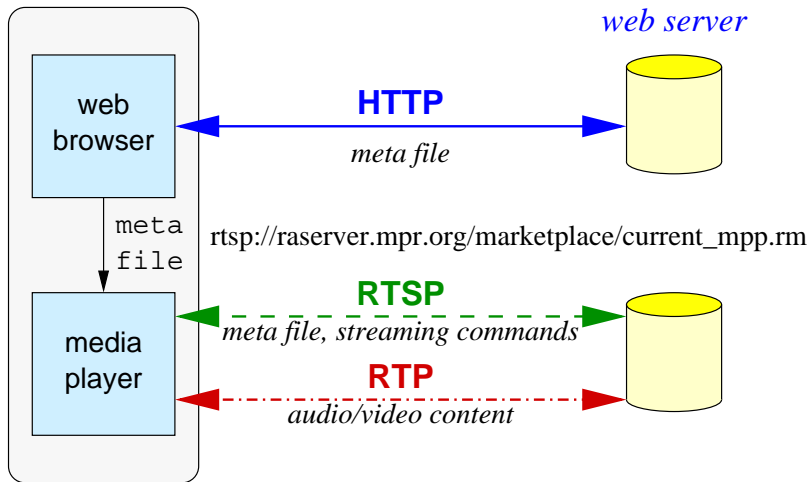 web server
web
browser
HTTP
meta file
meta
file
rtsp://raserver.mpr.org/marketplace/current_mpp.rm
media
player
RTSP
meta file, streaming commands
RTP
audio/video content